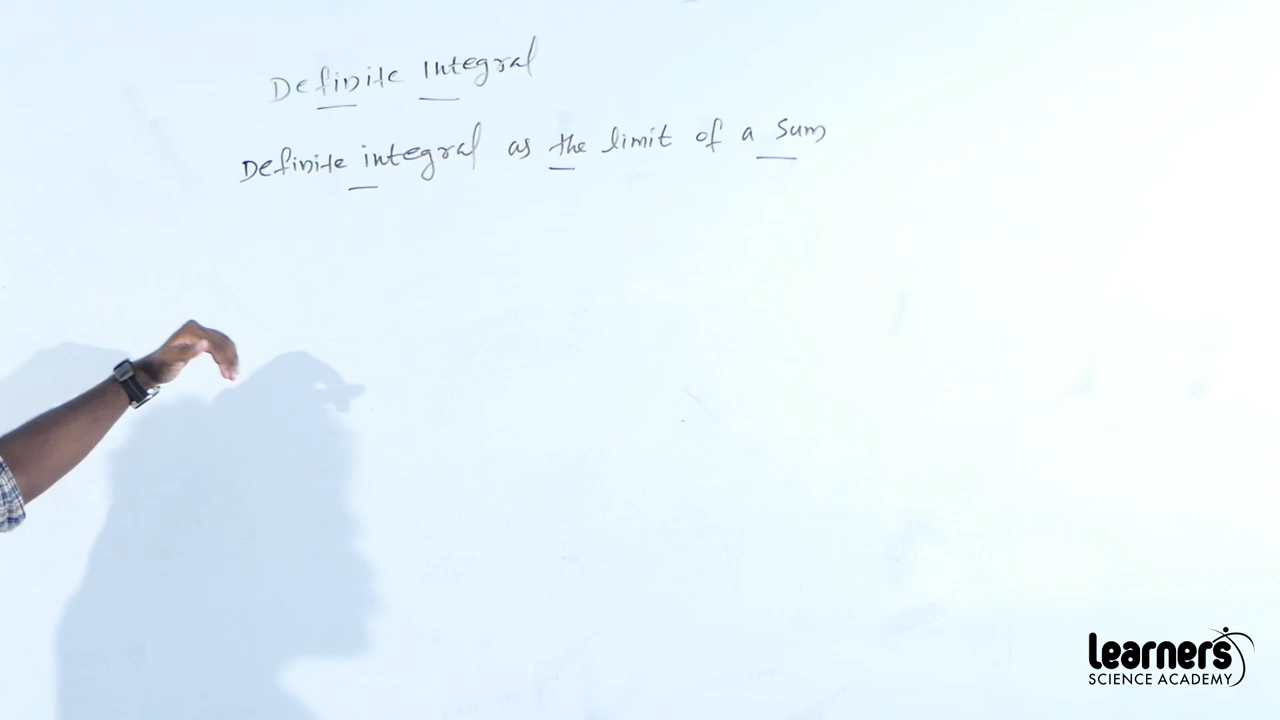 Definite Integral
Definite integral as the limit of a sum
learners
SCIENCE ACADEMY